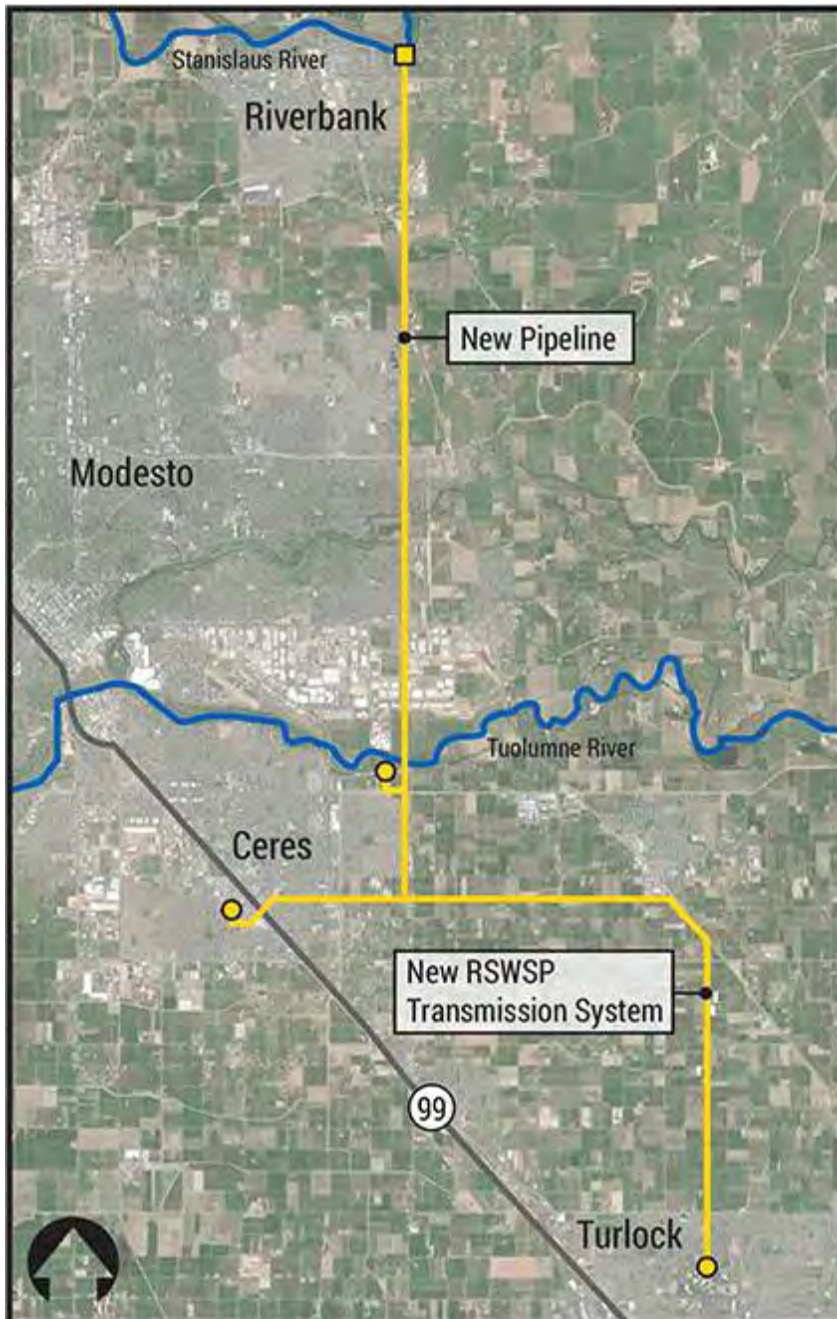 Stanislaus River
Riverbank
New Pipeline
Modesto
Tuolumne River
Ceres
New RSWSP
Transmission System
99
Turlock